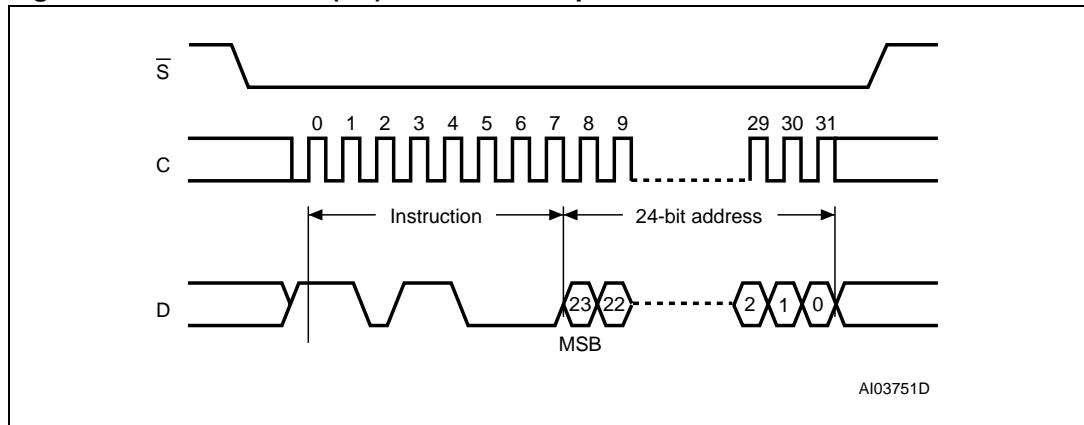 S
0 1 2 3 4 5 6 7 8 9 29 30 31
C
Instruction 24-bit address
D
23 22 2 1 0
MSB
AI03751D